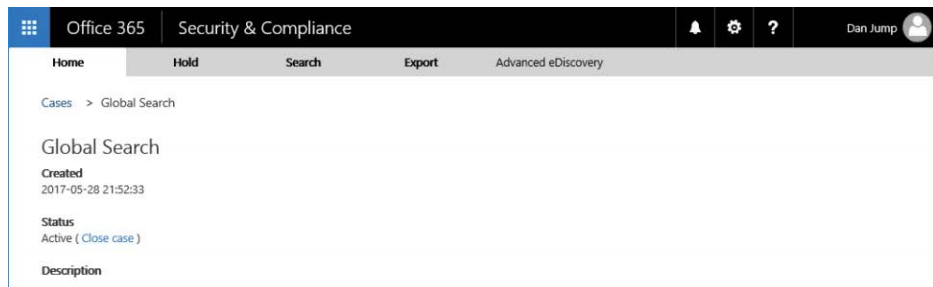 Office 365 Security & Compliance ? Dan Jump
Home Hold Search Export Advanced eDiscovery
Cases > Global Search
Global Search
Created
2017-05-28 21:52:33
Status
Active ( Close case )
Description